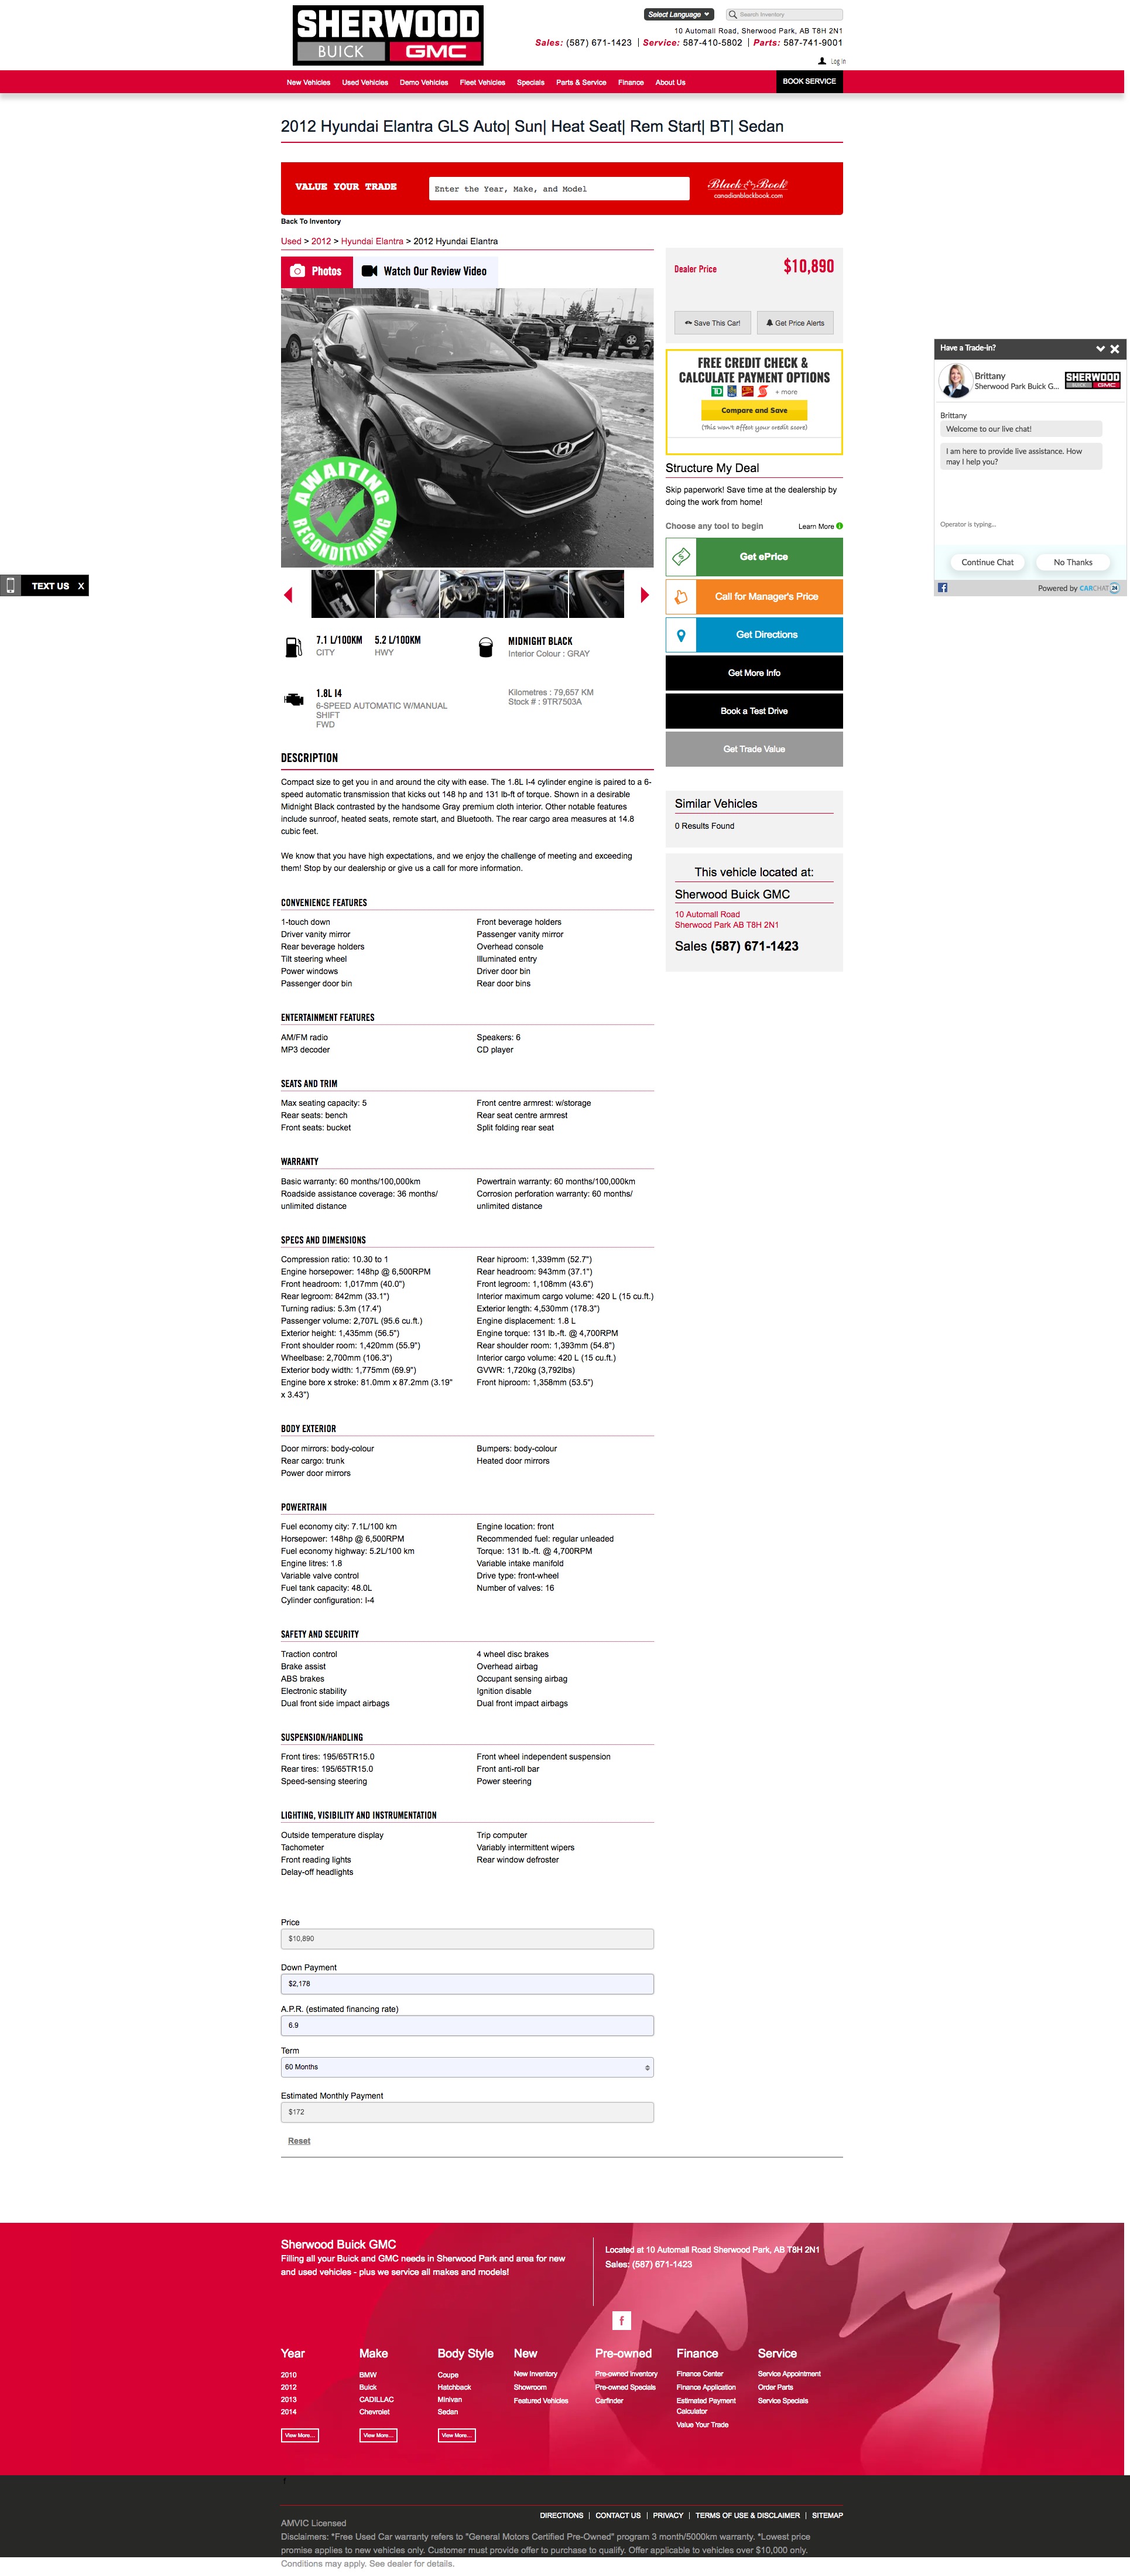 SHERWOOD
BUICK GMC
Select Language
Search Inventory
10 Automall Road, Sherwood Park, AB T8H 2N1
Sales: (587) 671-1423 | Service: 587-410-5802 | Parts: 587-741-9001
Log In
New Vehicles Used Vehicles Demo Vehicles Fleet Vehicles Specials Parts & Service Finance About Us BOOK SERVICE
2012 Hyundai Elantra GLS Auto| Sun| Heat Seat| Rem Start| BT| Sedan
VALUE YOUR TRADE
Enter the Year, Make, and Model
Black Book
canadianblackbook.com
Back To Inventory
Used > 2012 > Hyundai Elantra > 2012 Hyundai Elantra
Photos
Watch Our Review Video
AWAITING
RECONDITIONING
7.1 L/100KM 5.2 L/100KM
CITY HWY
MIDNIGHT BLACK
Interior Colour : GRAY
1.8L I4
6-SPEED AUTOMATIC W/MANUAL
SHIFT
FWD
Kilometres : 79,657 KM
Stock # : 9TR7503A
Dealer Price $10,890
Save This Car!
Get Price Alerts
FREE CREDIT CHECK &
CALCULATE PAYMENT OPTIONS
TD
+ more
Compare and Save
(This won't affect your credit score)
Structure My Deal
Skip paperwork! Save time at the dealership by
doing the work from home!
Choose any tool to begin Learn More
Get ePrice
Call for Manager's Price
Get Directions
Get More Info
Book a Test Drive
Get Trade Value
Similar Vehicles
0 Results Found
This vehicle located at:
Sherwood Buick GMC
10 Automall Road
Sherwood Park AB T8H 2N1
Sales (587) 671-1423
Have a Trade-In?
Brittany
Sherwood Park Buick G...
SHERWOOD
BUICK GMC
Brittany
Welcome to our live chat!
I am here to provide live assistance. How
may I help you?
Operator is typing...
Continue Chat
No Thanks
Powered by CARCHAT 24
TEXT US X
DESCRIPTION
Compact size to get you in and around the city with ease. The 1.8L I-4 cylinder engine is paired to a 6-
speed automatic transmission that kicks out 148 hp and 131 lb-ft of torque. Shown in a desirable
Midnight Black contrasted by the handsome Gray premium cloth interior. Other notable features
include sunroof, heated seats, remote start, and Bluetooth. The rear cargo area measures at 14.8
cubic feet.
We know that you have high expectations, and we enjoy the challenge of meeting and exceeding
them! Stop by our dealership or give us a call for more information.
CONVENIENCE FEATURES
1-touch down Front beverage holders
Driver vanity mirror Passenger vanity mirror
Rear beverage holders Overhead console
Tilt steering wheel Illuminated entry
Power windows Driver door bin
Passenger door bin Rear door bins
ENTERTAINMENT FEATURES
AM/FM radio Speakers: 6
MP3 decoder CD player
SEATS AND TRIM
Max seating capacity: 5 Front centre armrest: w/storage
Rear seats: bench Rear seat centre armrest
Front seats: bucket Split folding rear seat
WARRANTY
Basic warranty: 60 months/100,000km Powertrain warranty: 60 months/100,000km
Roadside assistance coverage: 36 months/ Corrosion perforation warranty: 60 months/
unlimited distance unlimited distance
SPECS AND DIMENSIONS
Compression ratio: 10.30 to 1 Rear hiproom: 1,339mm (52.7")
Engine horsepower: 148hp @ 6,500RPM Rear headroom: 943mm (37.1")
Front headroom: 1,017mm (40.0") Front legroom: 1,108mm (43.6")
Rear legroom: 842mm (33.1") Interior maximum cargo volume: 420 L (15 cu.ft.)
Turning radius: 5.3m (17.4') Exterior length: 4,530mm (178.3")
Passenger volume: 2,707L (95.6 cu.ft.) Engine displacement: 1.8 L
Exterior height: 1,435mm (56.5") Engine torque: 131 lb.-ft. @ 4,700RPM
Front shoulder room: 1,420mm (55.9") Rear shoulder room: 1,393mm (54.8")
Wheelbase: 2,700mm (106.3") Interior cargo volume: 420 L (15 cu.ft.)
Exterior body width: 1,775mm (69.9") GVWR: 1,720kg (3,792lbs)
Engine bore x stroke: 81.0mm x 87.2mm (3.19" Front hiproom: 1,358mm (53.5")
x 3.43")
BODY EXTERIOR
Door mirrors: body-colour Bumpers: body-colour
Rear cargo: trunk Heated door mirrors
Power door mirrors
POWERTRAIN
Fuel economy city: 7.1L/100 km Engine location: front
Horsepower: 148hp @ 6,500RPM Recommended fuel: regular unleaded
Fuel economy highway: 5.2L/100 km Torque: 131 lb.-ft. @ 4,700RPM
Engine litres: 1.8 Variable intake manifold
Variable valve control Drive type: front-wheel
Fuel tank capacity: 48.0L Number of valves: 16
Cylinder configuration: I-4
SAFETY AND SECURITY
Traction control 4 wheel disc brakes
Brake assist Overhead airbag
ABS brakes Occupant sensing airbag
Electronic stability Ignition disable
Dual front side impact airbags Dual front impact airbags
SUSPENSION/HANDLING
Front tires: 195/65TR15.0 Front wheel independent suspension
Rear tires: 195/65TR15.0 Front anti-roll bar
Speed-sensing steering Power steering
LIGHTING, VISIBILITY AND INSTRUMENTATION
Outside temperature display Trip computer
Tachometer Variably intermittent wipers
Front reading lights Rear window defroster
Delay-off headlights
Price
$10,890
Down Payment
$2,178
A.P.R. (estimated financing rate)
6.9
Term
60 Months
Estimated Monthly Payment
$172
Reset
Sherwood Buick GMC
Filling all your Buick and GMC needs in Sherwood Park and area for new
and used vehicles - plus we service all makes and models!
Located at 10 Automall Road Sherwood Park, AB T8H 2N1
Sales: (587) 671-1423
f
Year Make Body Style New Pre-owned Finance Service
2010 BMW Coupe New Inventory Pre-owned Inventory Finance Center Service Appointment
2012 Buick Hatchback Showroom Pre-owned Specials Finance Application Order Parts
2013 CADILLAC Minivan Featured Vehicles Carfinder Estimated Payment Service Specials
2014 Chevrolet Sedan Calculator
Value Your Trade
View More... View More... View More...
DIRECTIONS | CONTACT US | PRIVACY | TERMS OF USE & DISCLAIMER | SITEMAP
AMVIC Licensed
Disclaimers: *Free Used Car warranty refers to "General Motors Certified Pre-Owned" program 3 month/5000km warranty. *Lowest price
promise applies to new vehicles only. Customer must provide offer to purchase to qualify. Offer applicable to vehicles over $10,000 only.
Conditions may apply. See dealer for details.